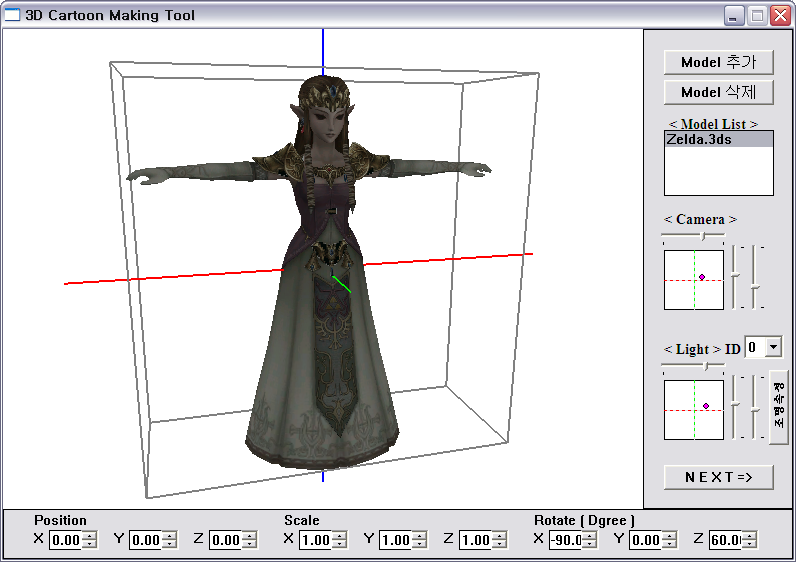 3D Cartoon Making Tool
Model 추가
Model 삭제
< Model List >
Zelda.3ds
< Camera >
< Light > ID 0
조명속성
N E X T =>
Position Scale Rotate ( Dgree )
X 0.00 Y 0.00 Z 0.00 X 1.00 Y 1.00 Z 1.00 X -90.0 Y 0.00 Z 60.0